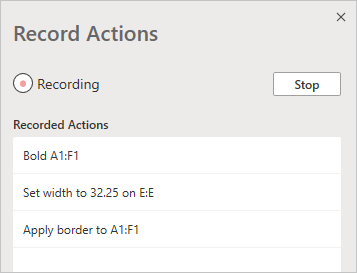 Record Actions
Recording
Stop
Recorded Actions
Bold A1:F1
Set width to 32.25 on E:E
Apply border to A1:F1